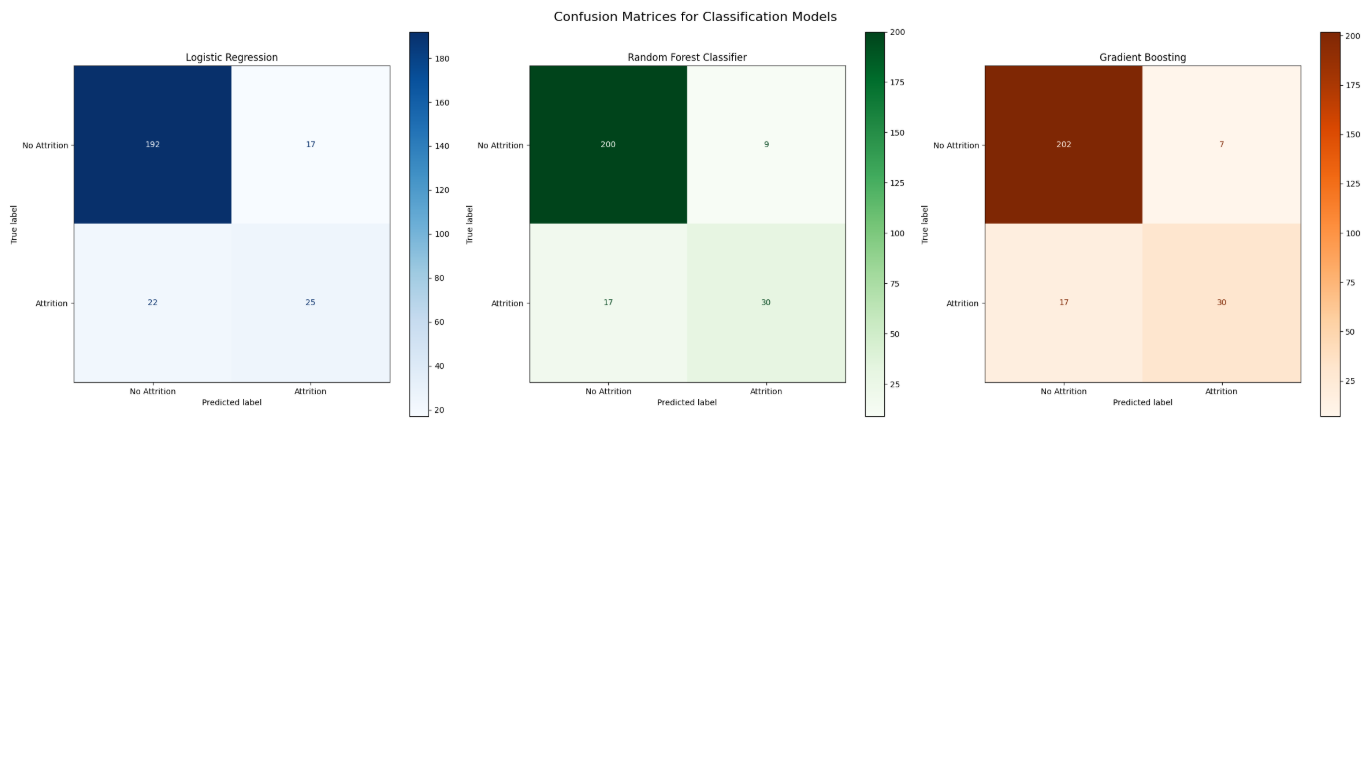 Confusion Matrices for Classification Models
Logistic Regression
No Attrition
192
17
Attrition
22
25
No Attrition
Attrition
Predicted label
True label
180
160
140
120
100
80
60
40
20
Random Forest Classifier
No Attrition
200
9
Attrition
17
30
No Attrition
Attrition
Predicted label
True label
200
175
150
125
100
75
50
25
Gradient Boosting
No Attrition
202
7
Attrition
17
30
No Attrition
Attrition
Predicted label
True label
200
175
150
125
100
75
50
25